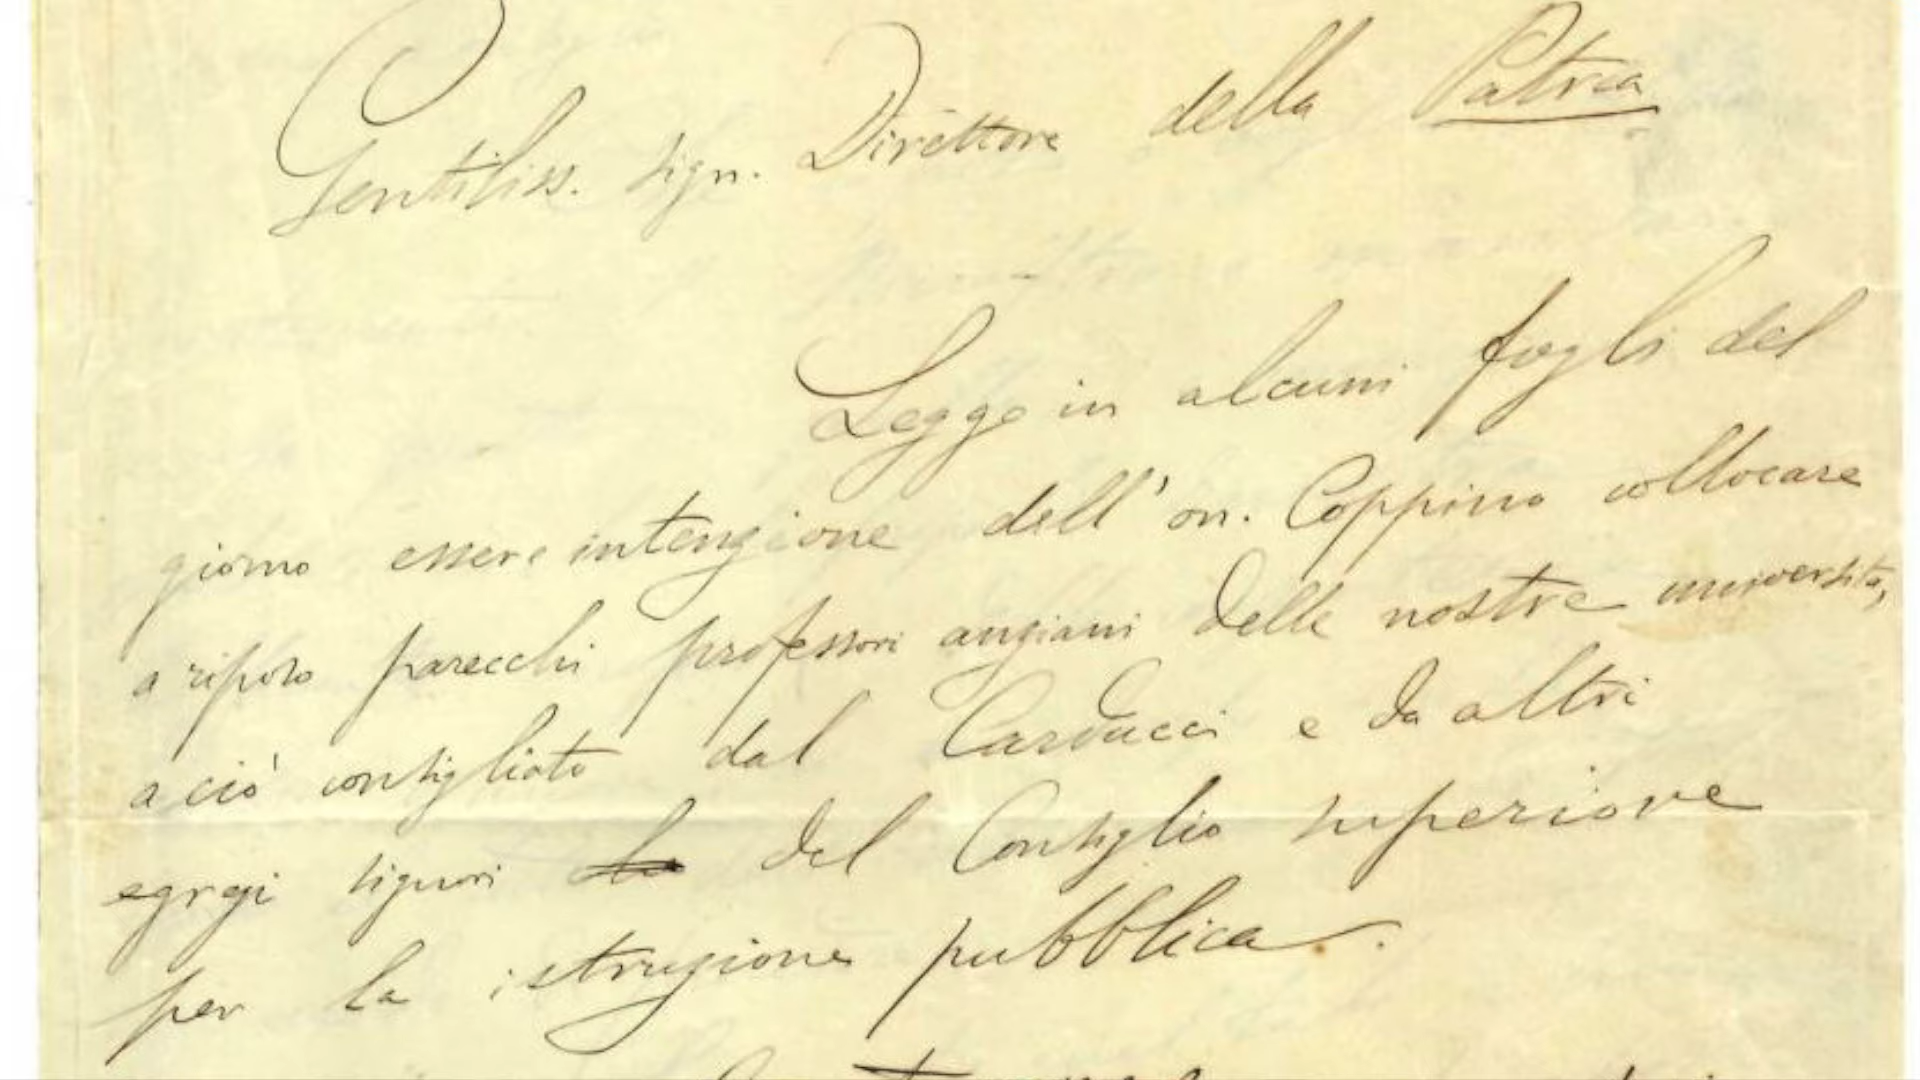 Gentiliss. sign. Direttore della Patria
Leggo in alcuni fogli del
giorno essere intenzione dell'on. Coppino collocare
a riposo parecchi professori anziani delle nostre università,
a ciò consigliato dal Carducci e da altri
egregi signori del Consiglio superiore
per la istruzione pubblica.